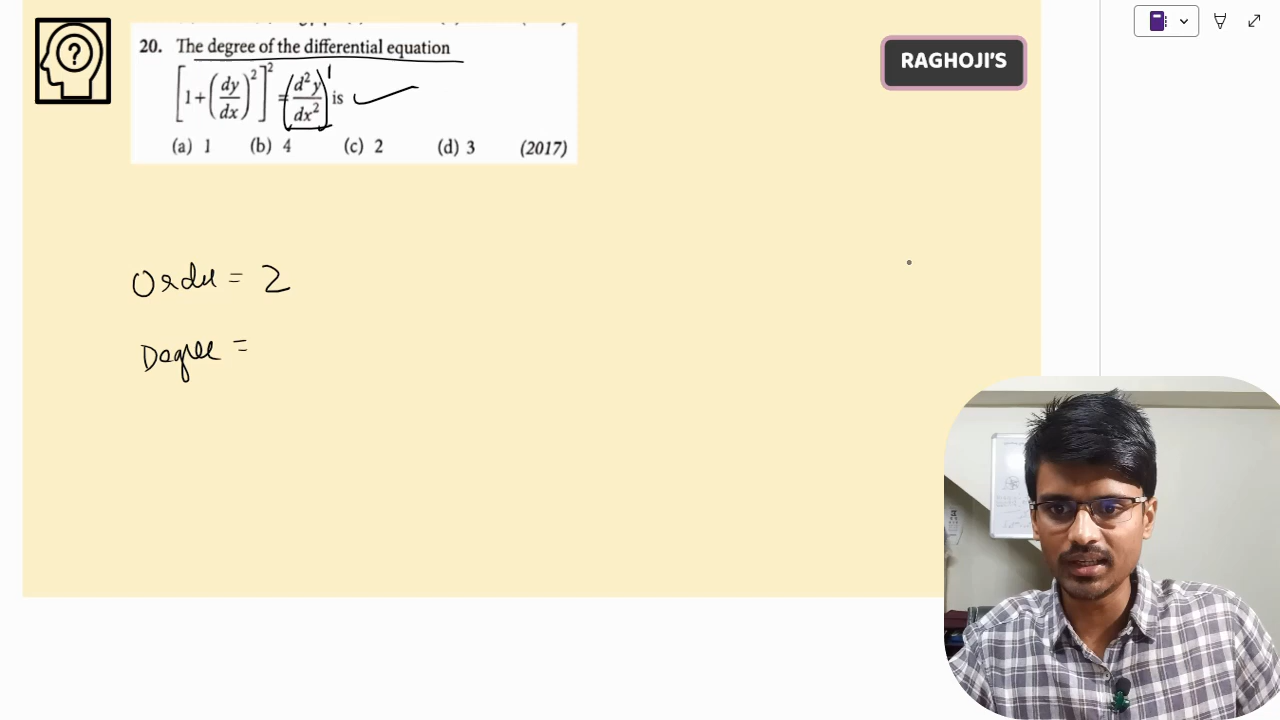 20. The degree of the differential equation
[1+(dy/dx)²]² = (d²y/dx²)¹ is
(a) 1 (b) 4 (c) 2 (d) 3 (2017)
RAGHOJI'S
Order = 2
Degree =